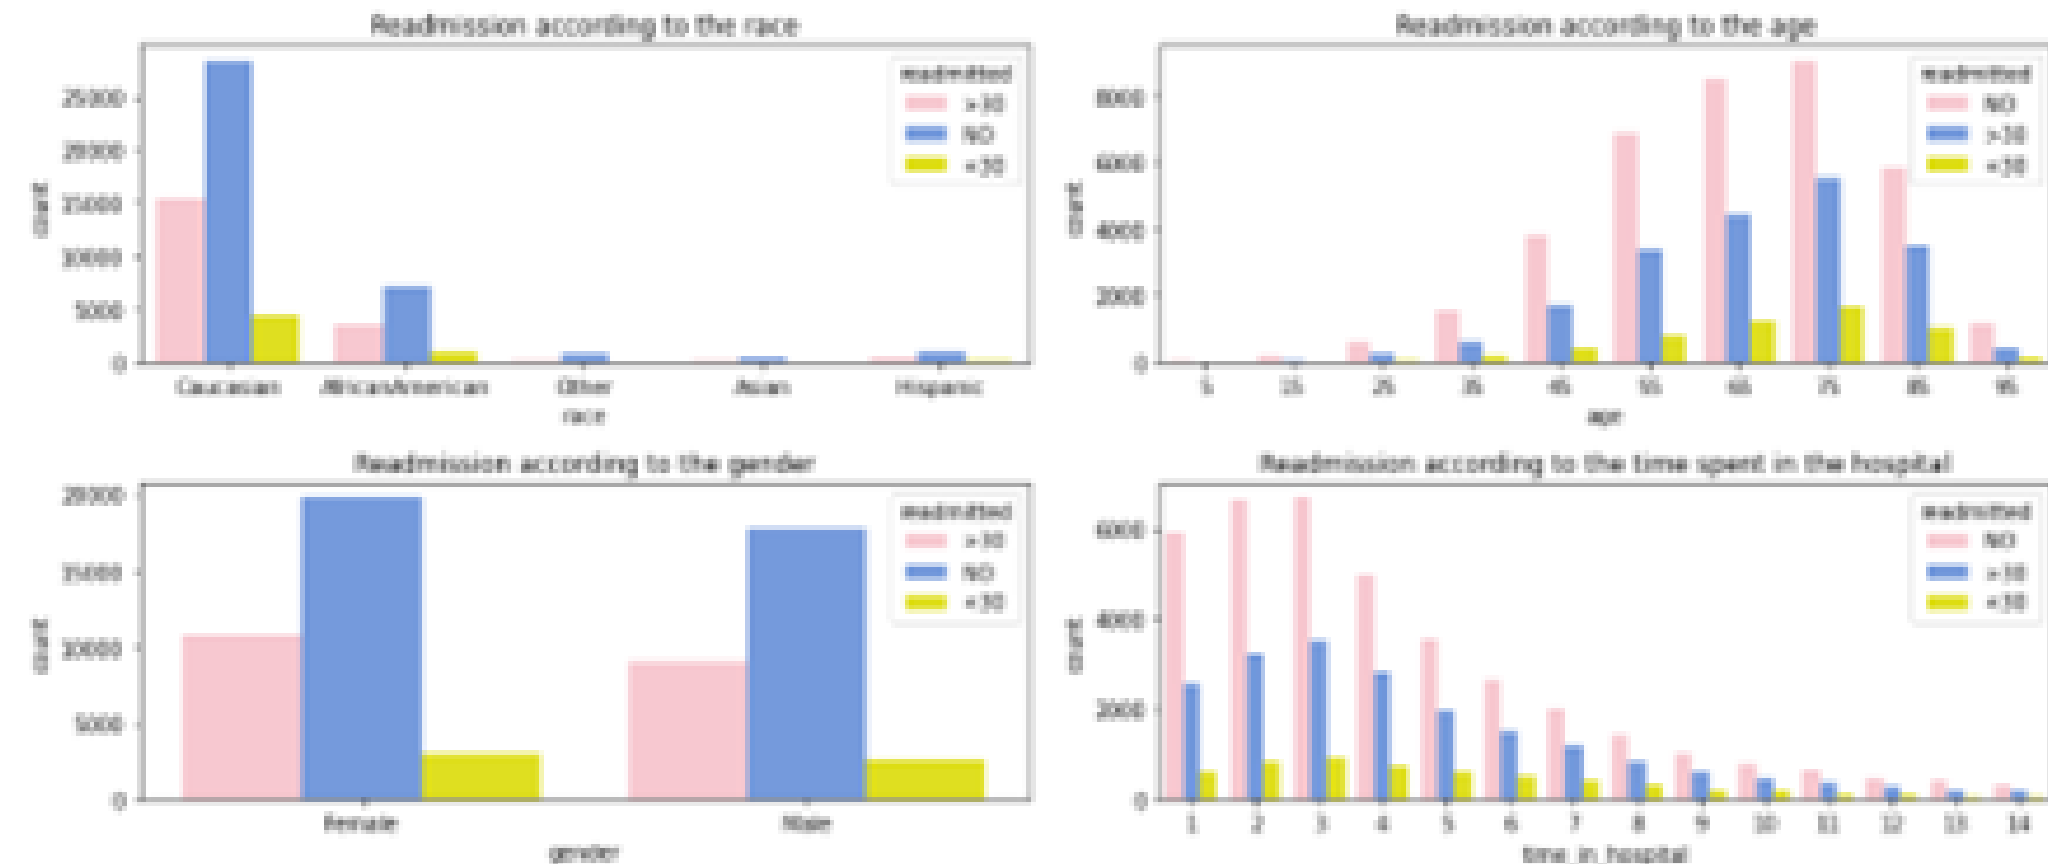 Readmission according to the race
25000
20000
15000
10000
5000
0
count
readmitted
>30
NO
<30
Caucasian AfricanAmerican Other Asian Hispanic
race
Readmission according to the age
8000
6000
4000
2000
0
count
readmitted
NO
>30
<30
5 15 25 35 45 55 65 75 85 95
age
Readmission according to the gender
20000
15000
10000
5000
0
count
readmitted
>30
NO
<30
Female Male
gender
Readmission according to the time spent in the hospital
6000
4000
2000
0
count
readmitted
NO
>30
<30
1 2 3 4 5 6 7 8 9 10 11 12 13 14
time_in_hospital